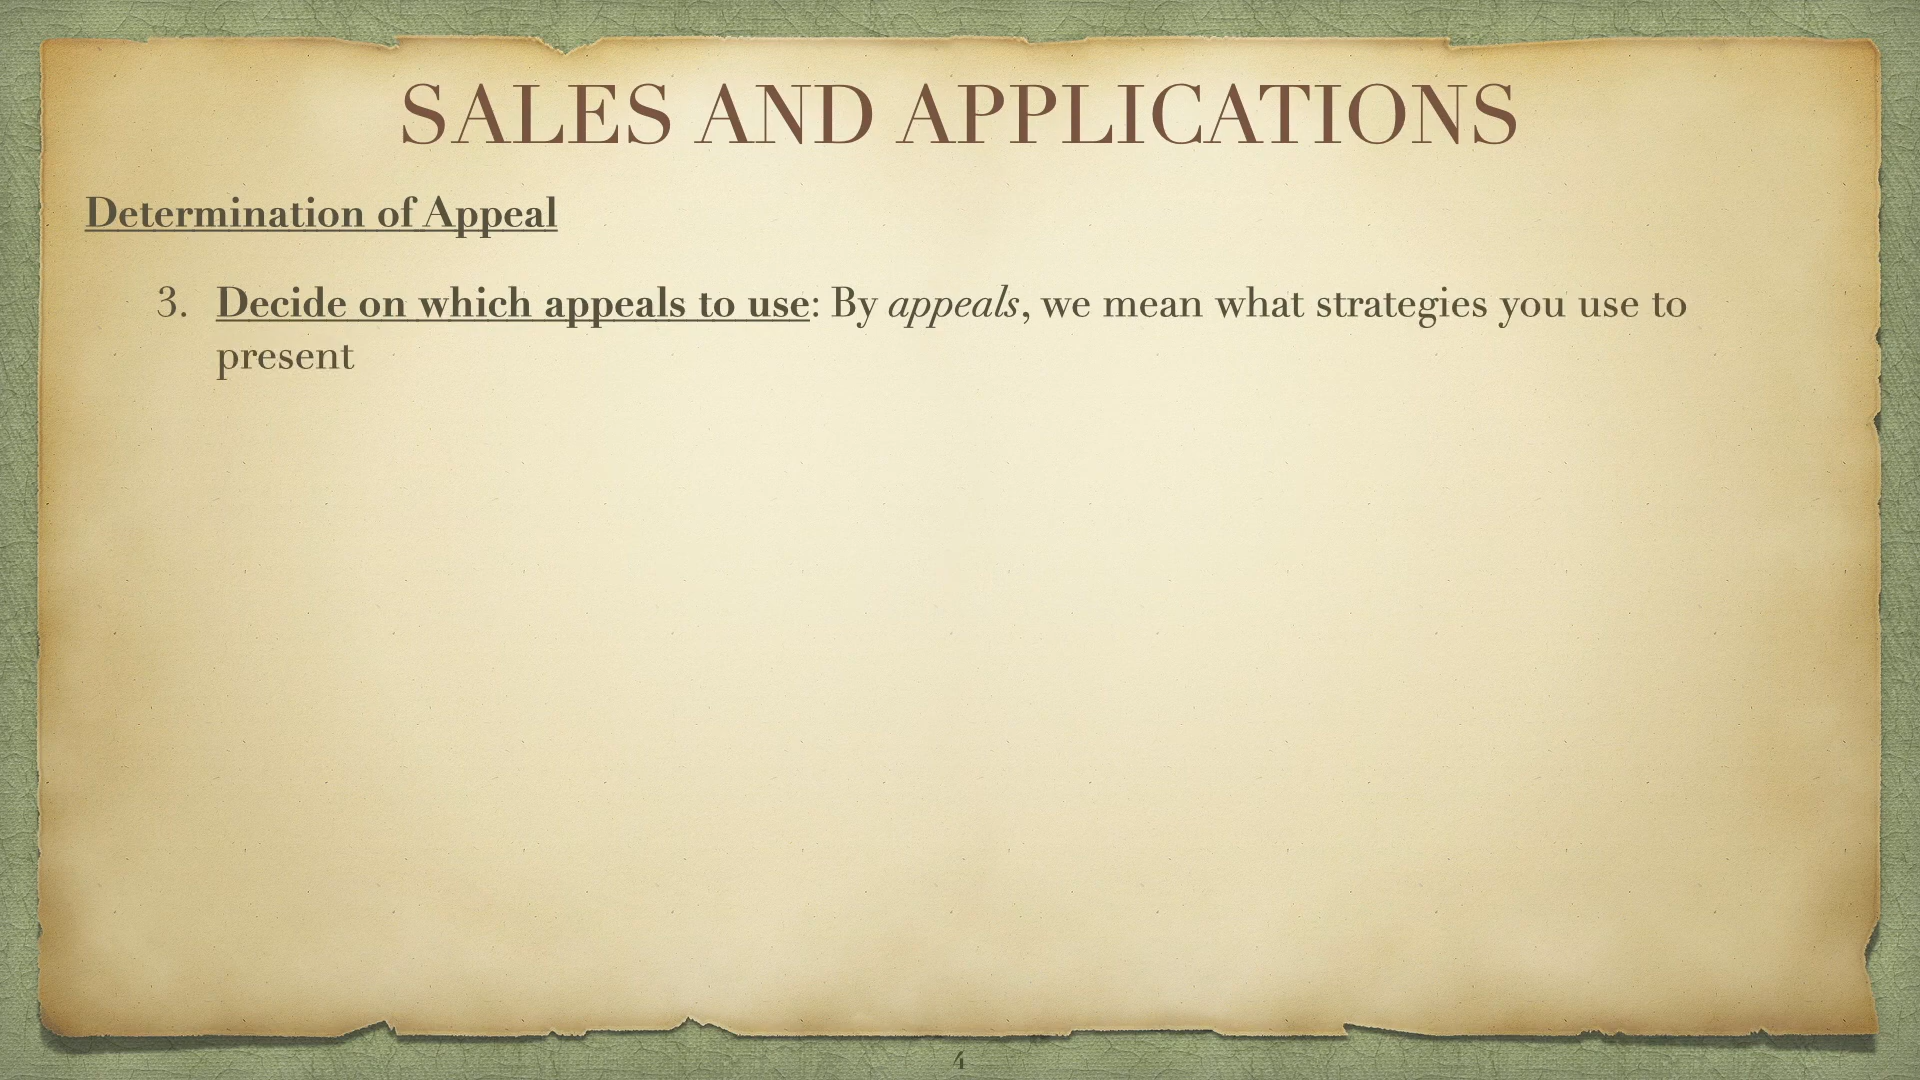 SALES AND APPLICATIONS
Determination of Appeal
3. Decide on which appeals to use: By appeals, we mean what strategies you use to
present
4